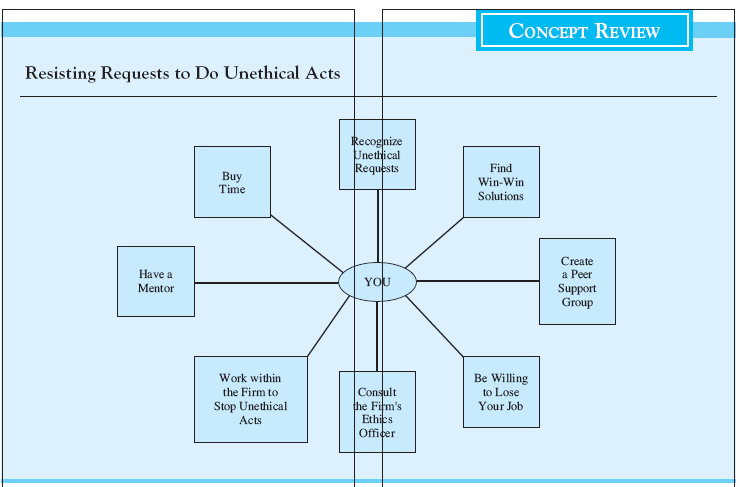 CONCEPT REVIEW
Resisting Requests to Do Unethical Acts
Recognize
Unethical
Requests
Buy
Time
Find
Win-Win
Solutions
Have a
Mentor
YOU
Create
a Peer
Support
Group
Work within
the Firm to
Stop Unethical
Acts
Consult
the Firm's
Ethics
Officer
Be Willing
to Lose
Your Job